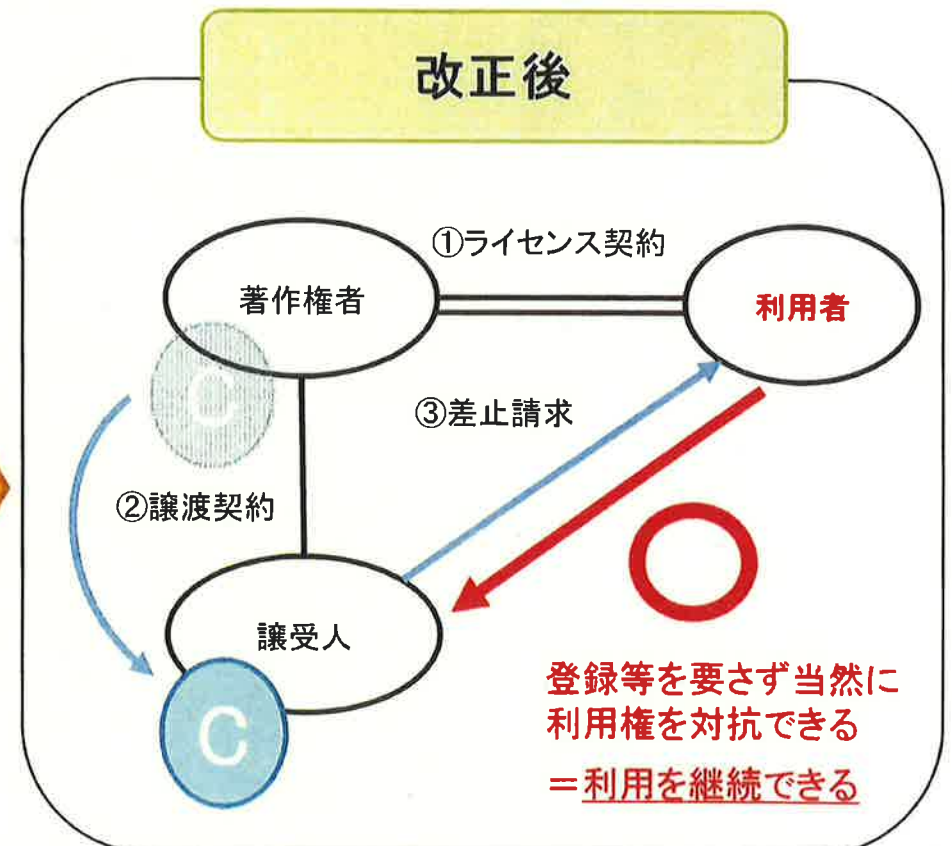 改正後
①ライセンス契約
著作権者
利用者
C
③差止請求
②譲渡契約
譲受人
C
登録等を要さず当然に
利用権を対抗できる
＝利用を継続できる